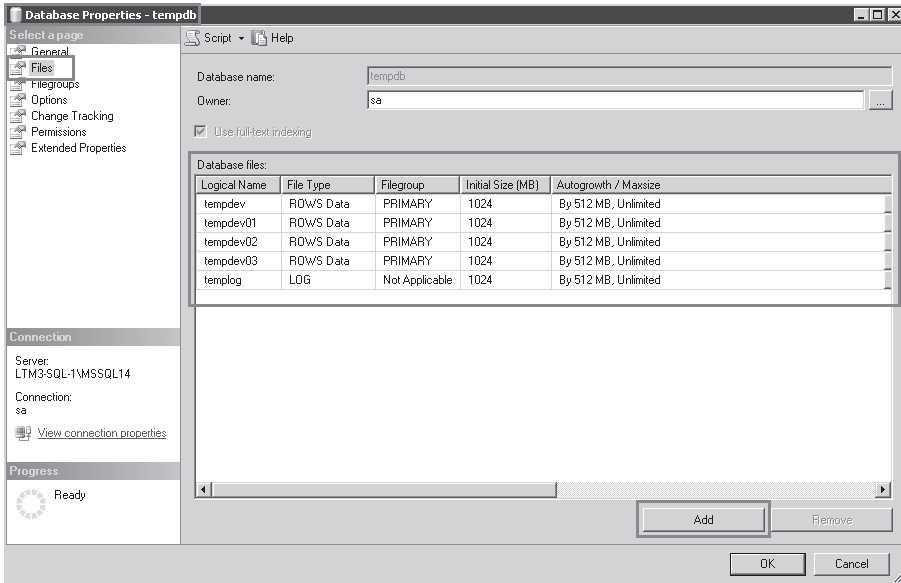 Database Properties - tempdb
Select a page
General
Files
Filegroups
Options
Change Tracking
Permissions
Extended Properties
Connection
Server:
LTM3-SQL-1\MSSQL14
Connection:
sa
View connection properties
Progress
Ready
Script Help
Database name: tempdb
Owner: sa ...
Use full-text indexing
Database files:
Logical Name File Type Filegroup Initial Size (MB) Autogrowth / Maxsize
tempdev ROWS Data PRIMARY 1024 By 512 MB, Unlimited
tempdev01 ROWS Data PRIMARY 1024 By 512 MB, Unlimited
tempdev02 ROWS Data PRIMARY 1024 By 512 MB, Unlimited
tempdev03 ROWS Data PRIMARY 1024 By 512 MB, Unlimited
templog LOG Not Applicable 1024 By 512 MB, Unlimited
Add Remove
OK Cancel